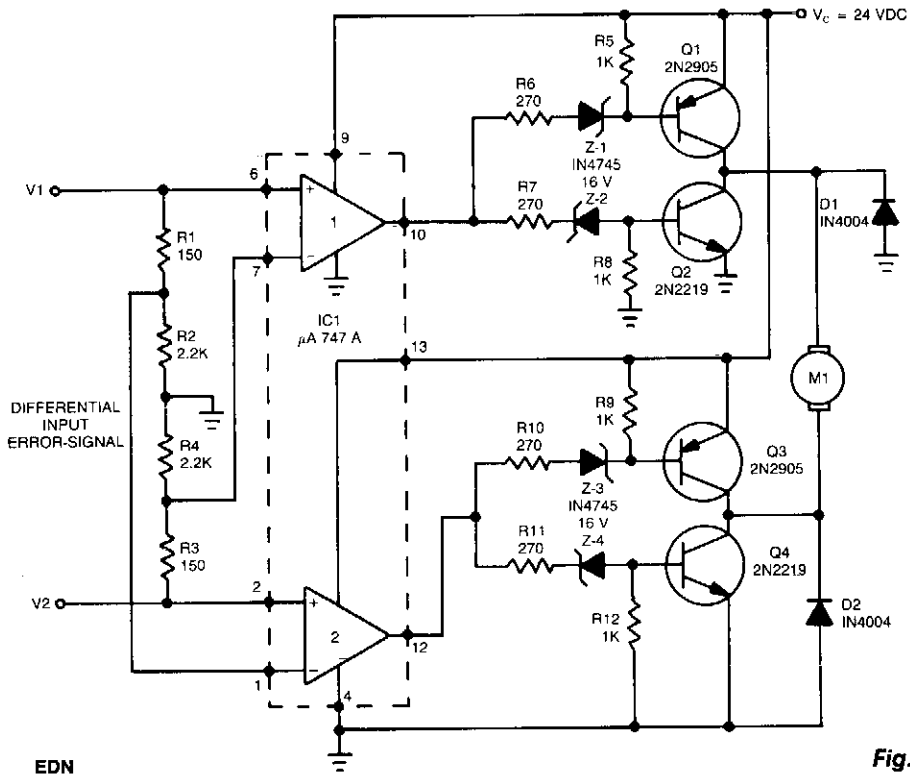 V_C = 24 VDC
R5
1K
Q1
2N2905
R6
270
9
Z-1
IN4745
16 V
Z-2
R7
270
V1
6
+
1
−
7
10
R1
150
R8
1K
Q2
2N2219
D1
IN4004
IC1
µA 747 A
R2
2.2K
13
M1
DIFFERENTIAL
INPUT
ERROR-SIGNAL
R4
2.2K
R9
1K
R10
270
Q3
2N2905
Z-3
IN4745
16 V
Z-4
R11
270
R3
150
Q4
2N2219
V2
2
+
2
−
1
12
4
R12
1K
D2
IN4004
EDN
Fig.